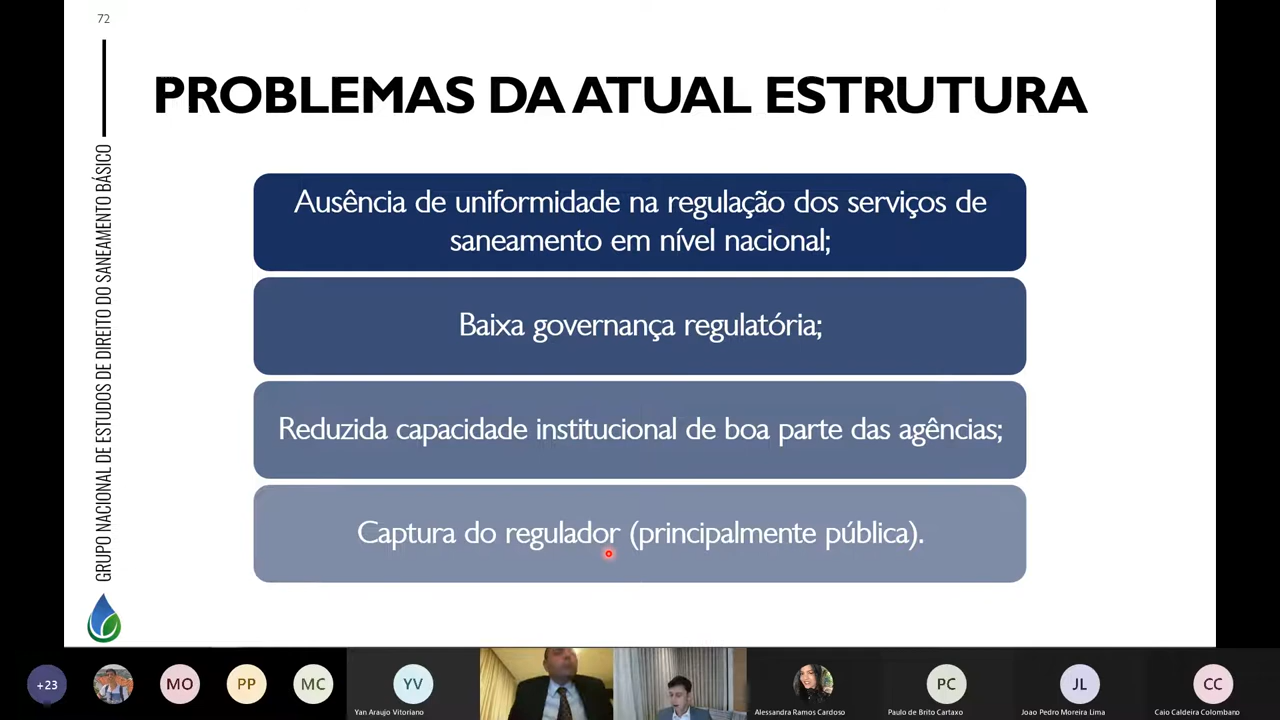 72
PROBLEMAS DA ATUAL ESTRUTURA
GRUPO NACIONAL DE ESTUDOS DE DIREITO DO SANEAMENTO BÁSICO
Ausência de uniformidade na regulação dos serviços de
saneamento em nível nacional;
Baixa governança regulatória;
Reduzida capacidade institucional de boa parte das agências;
Captura do regulador (principalmente pública).
+23
MO
PP
MC
YV
Yan Araujo Vitoriano
Alessandra Ramos Cardoso
PC
Paulo de Brito Cartaxo
JL
Joao Pedro Moreira Lima
CC
Caio Caldeira Colombano